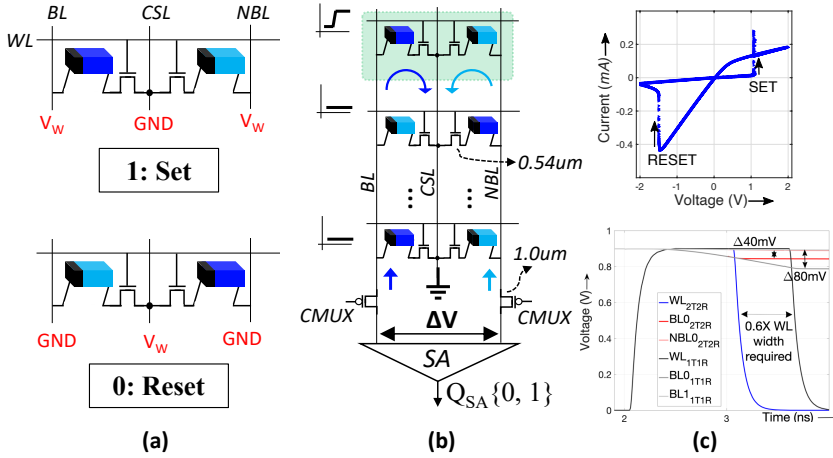 BL
CSL
NBL
WL
V_W
GND
V_W
1: Set
GND
V_W
GND
0: Reset
(a)
0.54um
BL
CSL
NBL
1.0um
CMUX
CMUX
ΔV
SA
Q_SA{0, 1}
(b)
Current (mA)
0.2
0
-0.2
-0.4
SET
RESET
-2
-1
0
1
2
Voltage (V)
Voltage (V)
1
0.8
0.6
0.4
0.2
0
Δ40mV
Δ80mV
WL_2T2R
BL0_2T2R
NBL0_2T2R
WL_1T1R
BL0_1T1R
BL1_1T1R
0.6X WL
width
required
2
3
Time (ns)
(c)